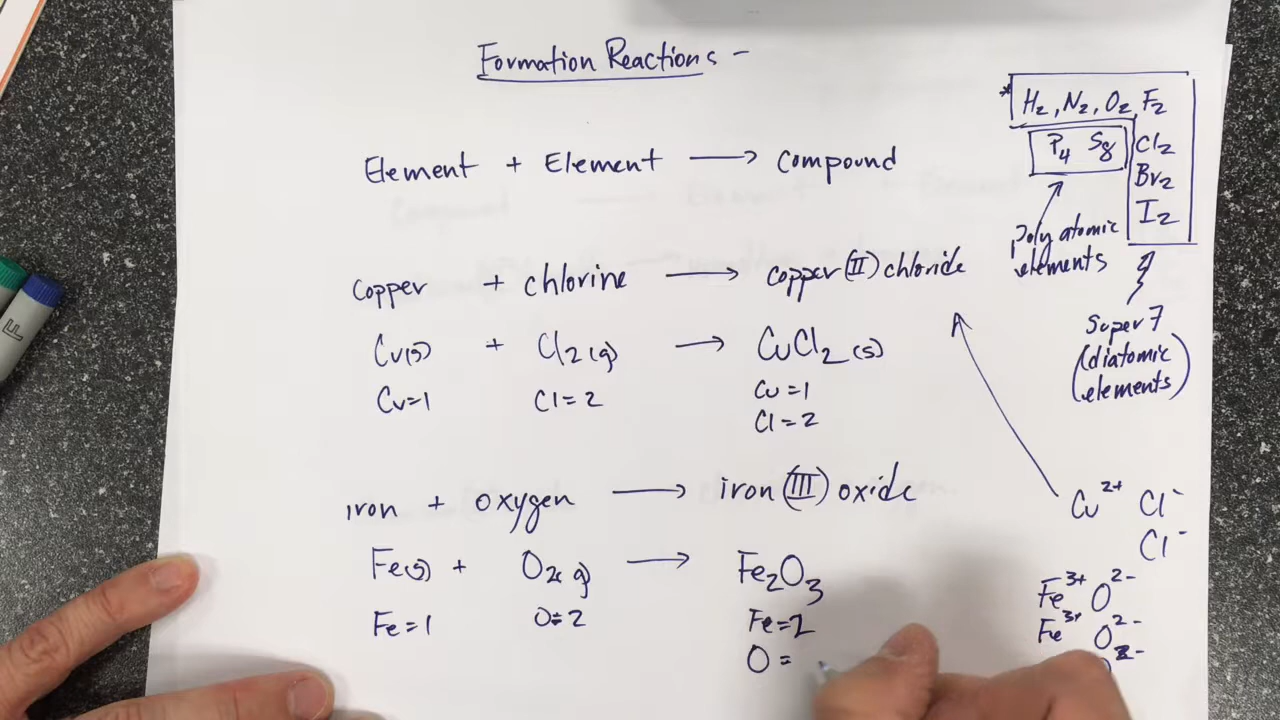 Formation Reactions -
* H2, N2, O2, F2
P4 S8 Cl2
Br2
I2
Element + Element → Compound
Polyatomic
elements
copper + chlorine → copper (II) chloride
Super 7
(diatomic
elements)
Cu(s) + Cl2(g) → CuCl2(s)
Cu=1 Cl=2 Cu=1
Cl=2
iron + oxygen → iron (III) oxide
Cu2+ Cl-
Cl-
Fe(s) + O2(g) → Fe2O3
Fe=1 O=2 Fe=2
O=
Fe3+ O2-
Fe3+ O2-
2-
F